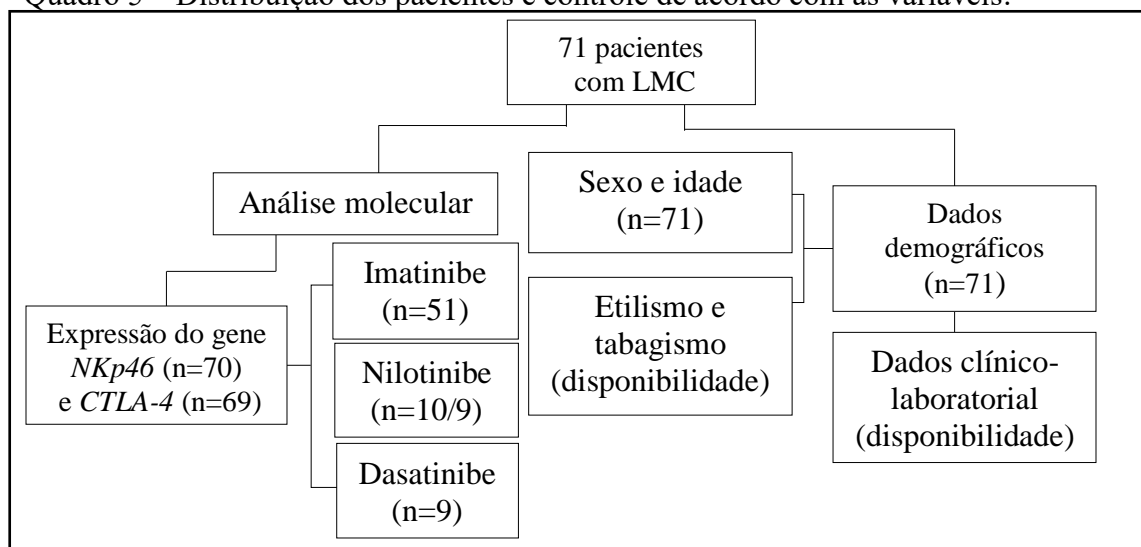 Quadro 5 – Distribuição dos pacientes e controle de acordo com as variáveis.
71 pacientes
com LMC
Análise molecular
Expressão do gene
NKp46 (n=70)
e CTLA-4 (n=69)
Imatinibe
(n=51)
Nilotinibe
(n=10/9)
Dasatinibe
(n=9)
Sexo e idade
(n=71)
Etilismo e
tabagismo
(disponibilidade)
Dados
demográficos
(n=71)
Dados clínico-
laboratorial
(disponibilidade)